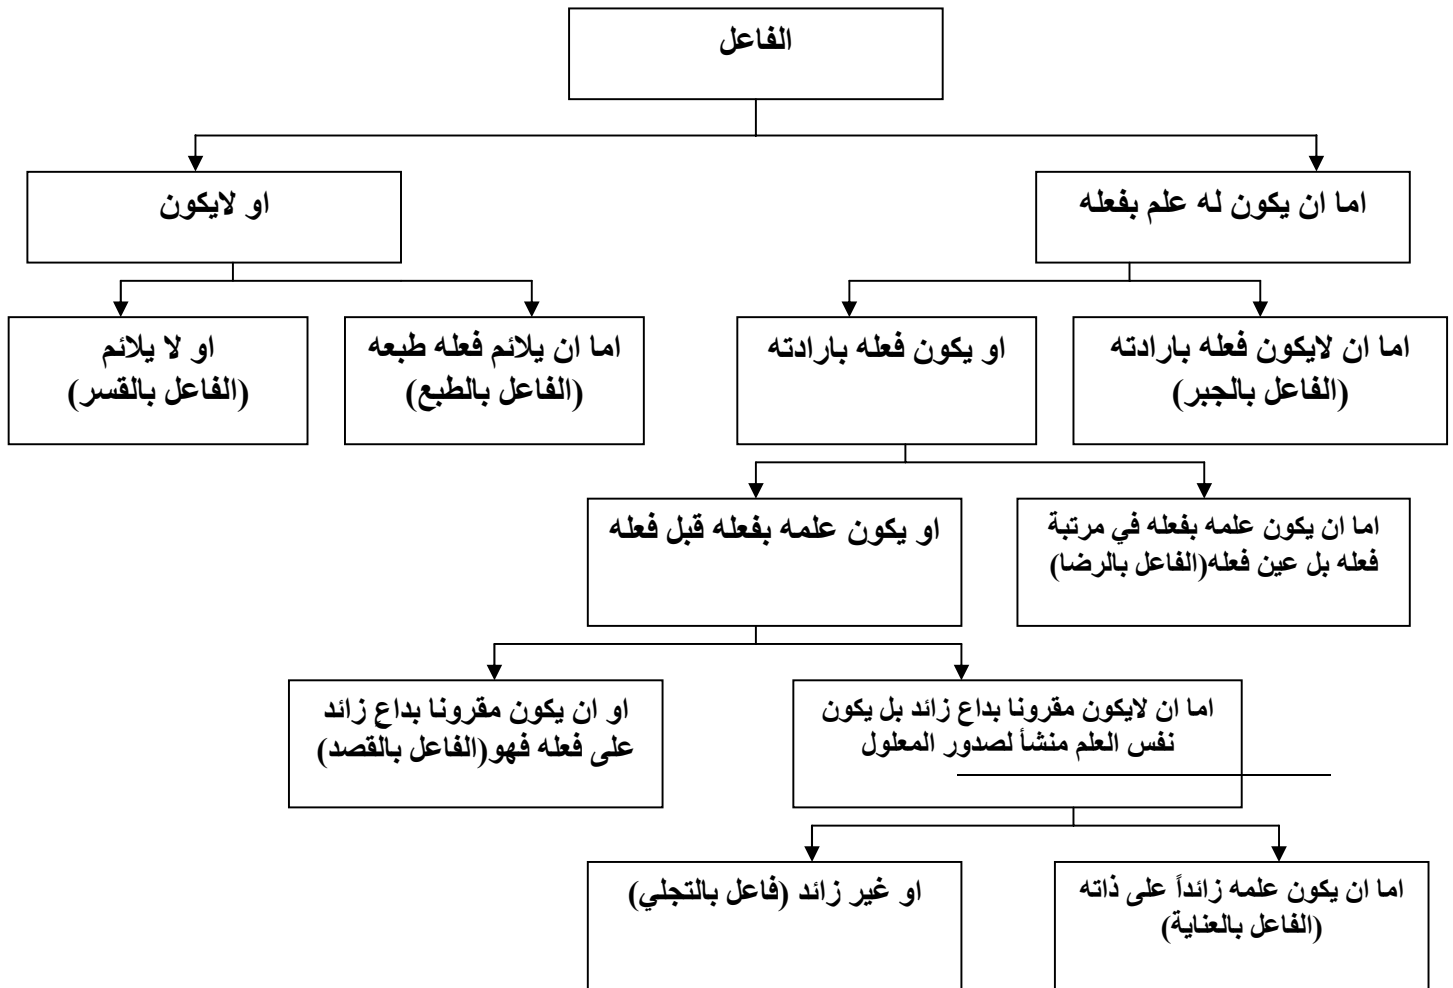 الفاعل
اما ان يكون له علم بفعله
او لايكون
اما ان لايكون فعله بارادته
(الفاعل بالجبر)
او يكون فعله بارادته
اما ان يلائم فعله طبعه
(الفاعل بالطبع)
او لا يلائم
(الفاعل بالقسر)
اما ان يكون علمه بفعله في مرتبة
فعله بل عين فعله(الفاعل بالرضا)
او يكون علمه بفعله قبل فعله
اما ان لايكون مقرونا بداع زائد بل يكون
نفس العلم منشأ لصدور المعلول
او ان يكون مقرونا بداع زائد
على فعله فهو(الفاعل بالقصد)
اما ان يكون علمه زائداً على ذاته
(الفاعل بالعناية)
او غير زائد (فاعل بالتجلي)